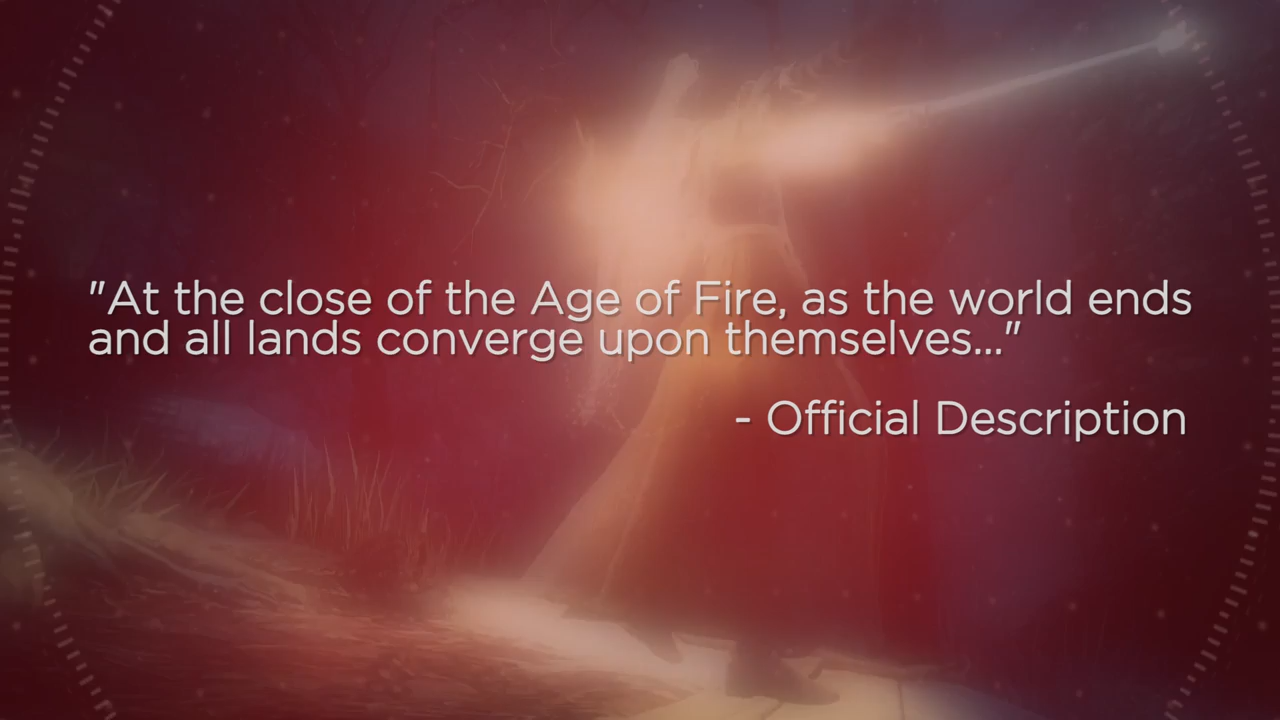 "At the close of the Age of Fire, as the world ends
and all lands converge upon themselves..."
- Official Description